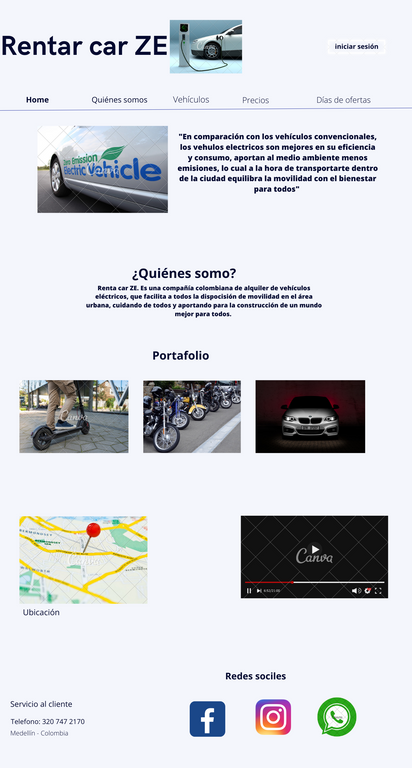 Rentar car ZE
iniciar sesión
Home
Quiénes somos
Vehículos
Precios
Días de ofertas
Zero Emission
Electric Vehicle
"En comparación con los vehículos convencionales,
los vehulos electricos son mejores en su eficiencia
y consumo, aportan al medio ambiente menos
emisiones, lo cual a la hora de transportarte dentro
de la ciudad equilibra la movilidad con el bienestar
para todos"
¿Quiénes somo?
Renta car ZE. Es una compañía colombiana de alquiler de vehículos
eléctricos, que facilita a todos la disposición de movilidad en el área
urbana, cuidando de todos y aportando para la construcción de un mundo
mejor para todos.
Portafolio
Canva
Canva
Ubicación
Redes sociles
Servicio al cliente
Telefono: 320 747 2170
Medellín - Colombia